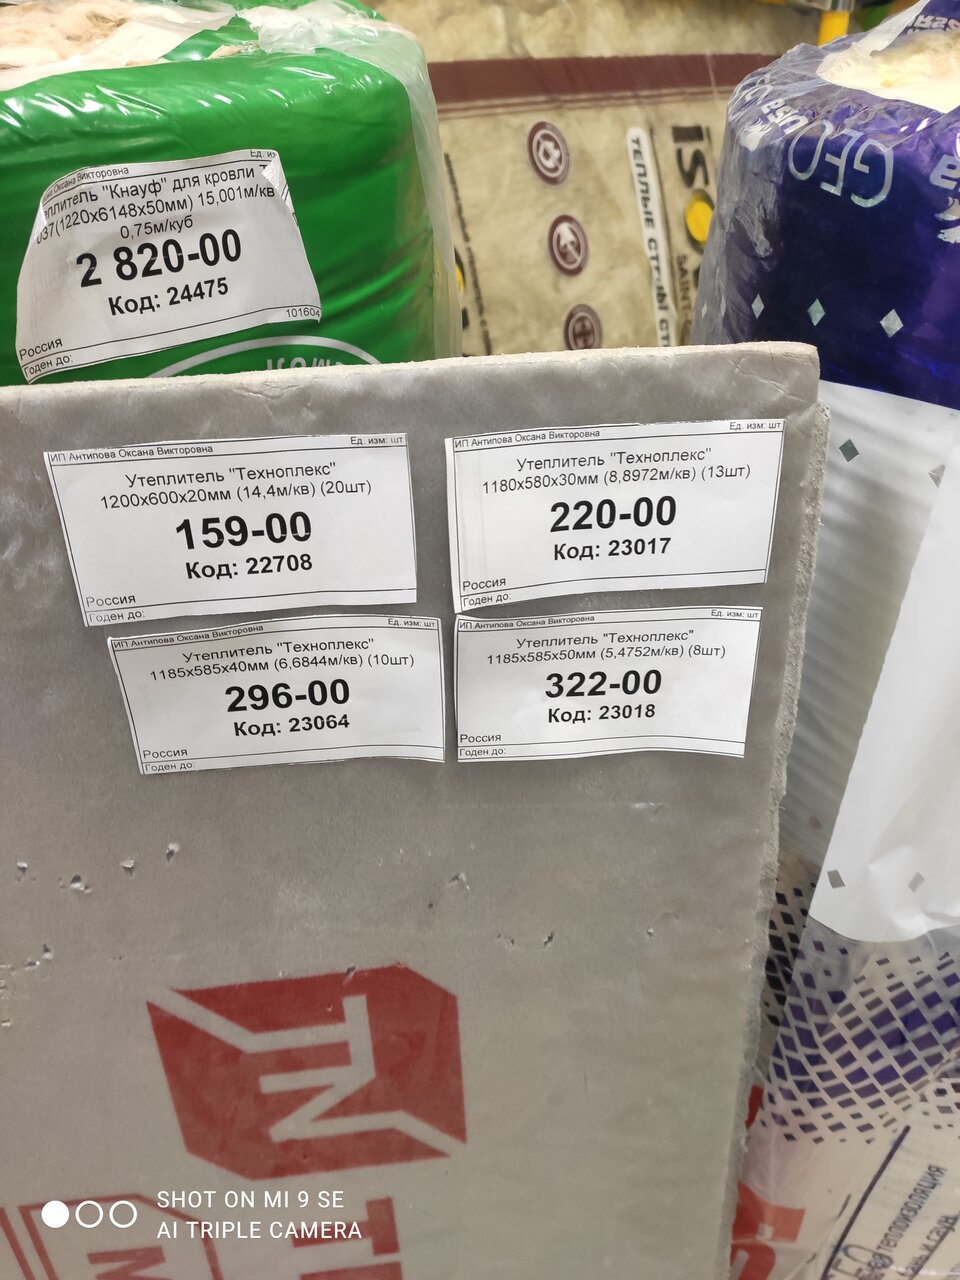 Ед. из
Оксана Викторовна
"Кнауф" для кровли
037(1220х6148х50мм) 15,001м/кв
0,75м/куб
2 820-00
Код: 24475
101604
Россия
Годен до:
ТЕПЛЫЕ
GEO
ИП Антипова Оксана Викторовна Ед. изм: шт
Утеплитель "Техноплекс"
1200х600х20мм (14,4м/кв) (20шт)
159-00
Код: 22708
Россия
Годен до:
ИП Антипова Оксана Викторовна Ед. изм: шт
Утеплитель "Техноплекс"
1180х580х30мм (8,8972м/кв) (13шт)
220-00
Код: 23017
Россия
Годен до:
ИП Антипова Оксана Викторовна Ед. изм: шт
Утеплитель "Техноплекс"
1185х585х40мм (6,6844м/кв) (10шт)
296-00
Код: 23064
Россия
Годен до:
ИП Антипова Оксана Викторовна Ед. изм: шт
Утеплитель "Техноплекс"
1185х585х50мм (5,4752м/кв) (8шт)
322-00
Код: 23018
Россия
Годен до:
TN
SHOT ON MI 9 SE
AI TRIPLE CAMERA